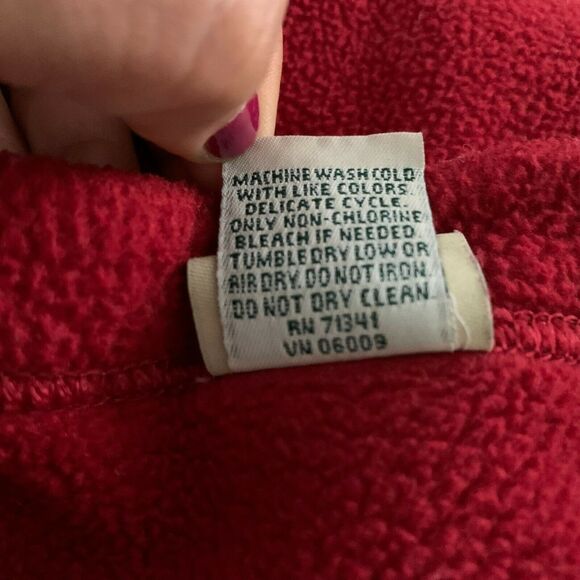 MACHINE WASH COLD
WITH LIKE COLORS.
DELICATE CYCLE.
ONLY NON-CHLORINE
BLEACH IF NEEDED.
TUMBLE DRY LOW OR
AIR DRY. DO NOT IRON.
DO NOT DRY CLEAN.
RN 71341
VN 06009